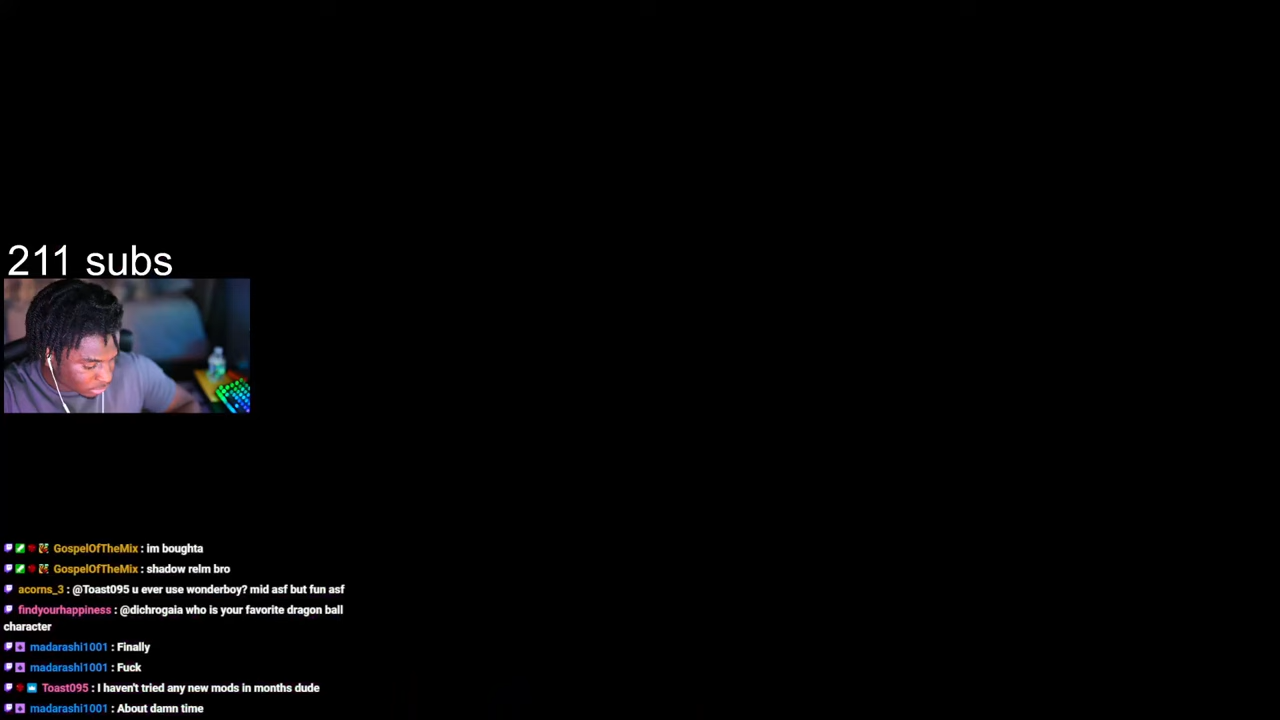 211 subs
GospelOfTheMix : im boughta
GospelOfTheMix : shadow relm bro
acorns_3 : @Toast095 u ever use wonderboy? mid asf but fun asf
findyourhappiness : @dichrogaia who is your favorite dragon ball
character
madarashi1001 : Finally
madarashi1001 : Fuck
Toast095 : I haven't tried any new mods in months dude
madarashi1001 : About damn time